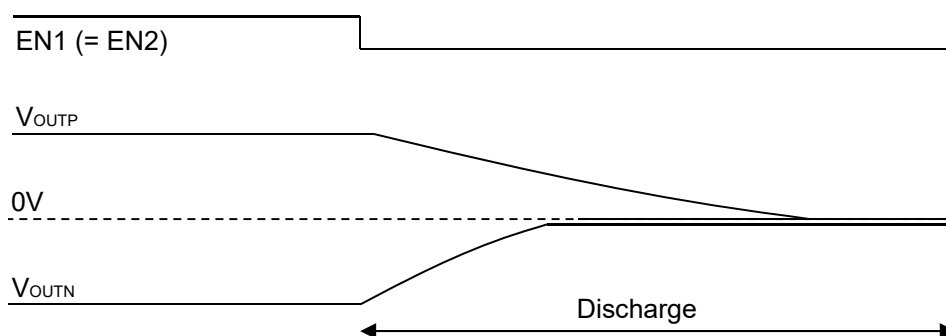 EN1 (= EN2)
VOUTP
0V
VOUTN
Discharge